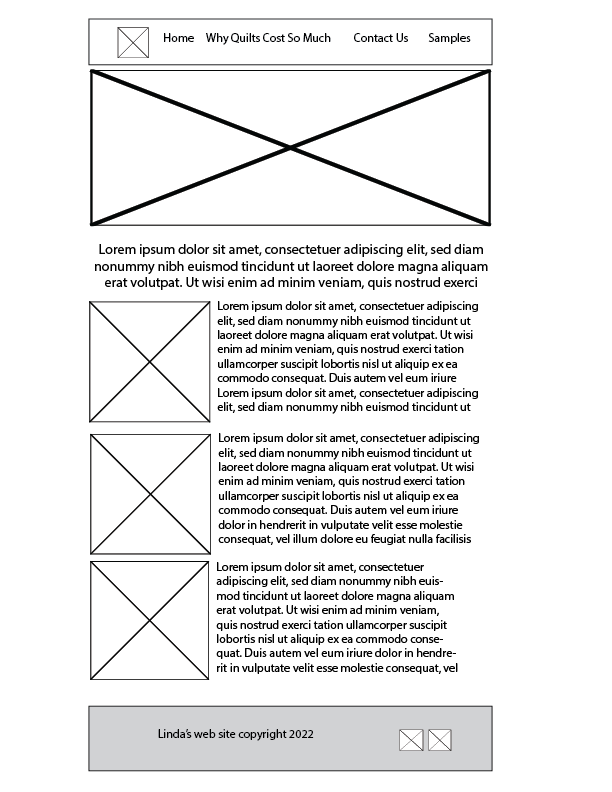 Home Why Quilts Cost So Much Contact Us Samples
Lorem ipsum dolor sit amet, consectetuer adipiscing elit, sed diam
nonummy nibh euismod tincidunt ut laoreet dolore magna aliquam
erat volutpat. Ut wisi enim ad minim veniam, quis nostrud exerci
Lorem ipsum dolor sit amet, consectetuer adipiscing
elit, sed diam nonummy nibh euismod tincidunt ut
laoreet dolore magna aliquam erat volutpat. Ut wisi
enim ad minim veniam, quis nostrud exerci tation
ullamcorper suscipit lobortis nisl ut aliquip ex ea
commodo consequat. Duis autem vel eum iriure
Lorem ipsum dolor sit amet, consectetuer adipiscing
elit, sed diam nonummy nibh euismod tincidunt ut
Lorem ipsum dolor sit amet, consectetuer adipiscing
elit, sed diam nonummy nibh euismod tincidunt ut
laoreet dolore magna aliquam erat volutpat. Ut wisi
enim ad minim veniam, quis nostrud exerci tation
ullamcorper suscipit lobortis nisl ut aliquip ex ea
commodo consequat. Duis autem vel eum iriure
dolor in hendrerit in vulputate velit esse molestie
consequat, vel illum dolore eu feugiat nulla facilisis
Lorem ipsum dolor sit amet, consectetuer
adipiscing elit, sed diam nonummy nibh euis-
mod tincidunt ut laoreet dolore magna aliquam
erat volutpat. Ut wisi enim ad minim veniam,
quis nostrud exerci tation ullamcorper suscipit
lobortis nisl ut aliquip ex ea commodo conse-
quat. Duis autem vel eum iriure dolor in hendre-
rit in vulputate velit esse molestie consequat, vel
Linda's web site copyright 2022